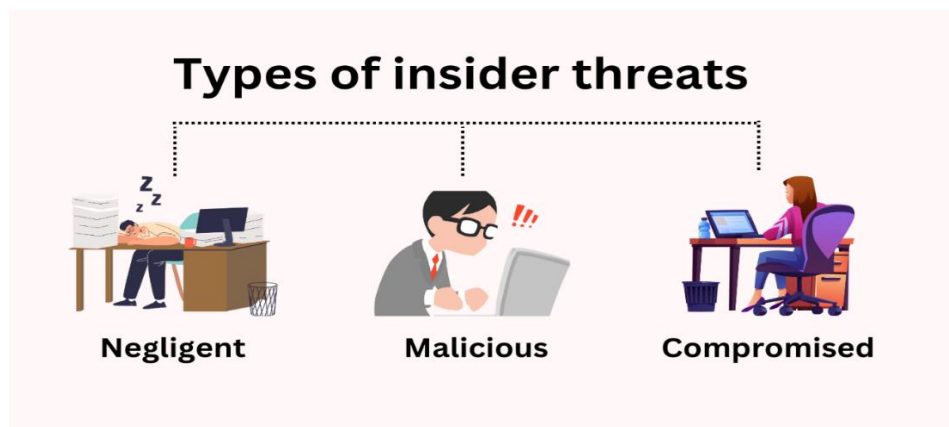 Types of insider threats
z
z
z
!!!
Negligent
Malicious
Compromised